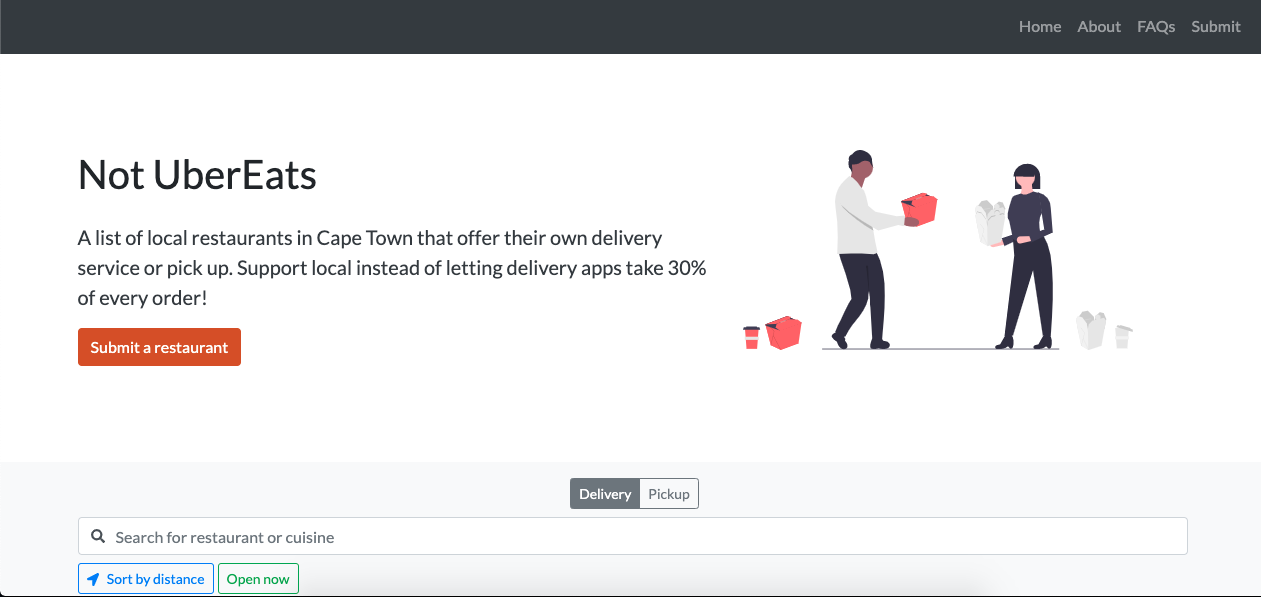 Home About FAQs Submit
Not UberEats
A list of local restaurants in Cape Town that offer their own delivery
service or pick up. Support local instead of letting delivery apps take 30%
of every order!
Submit a restaurant
Delivery Pickup
Search for restaurant or cuisine
Sort by distance Open now